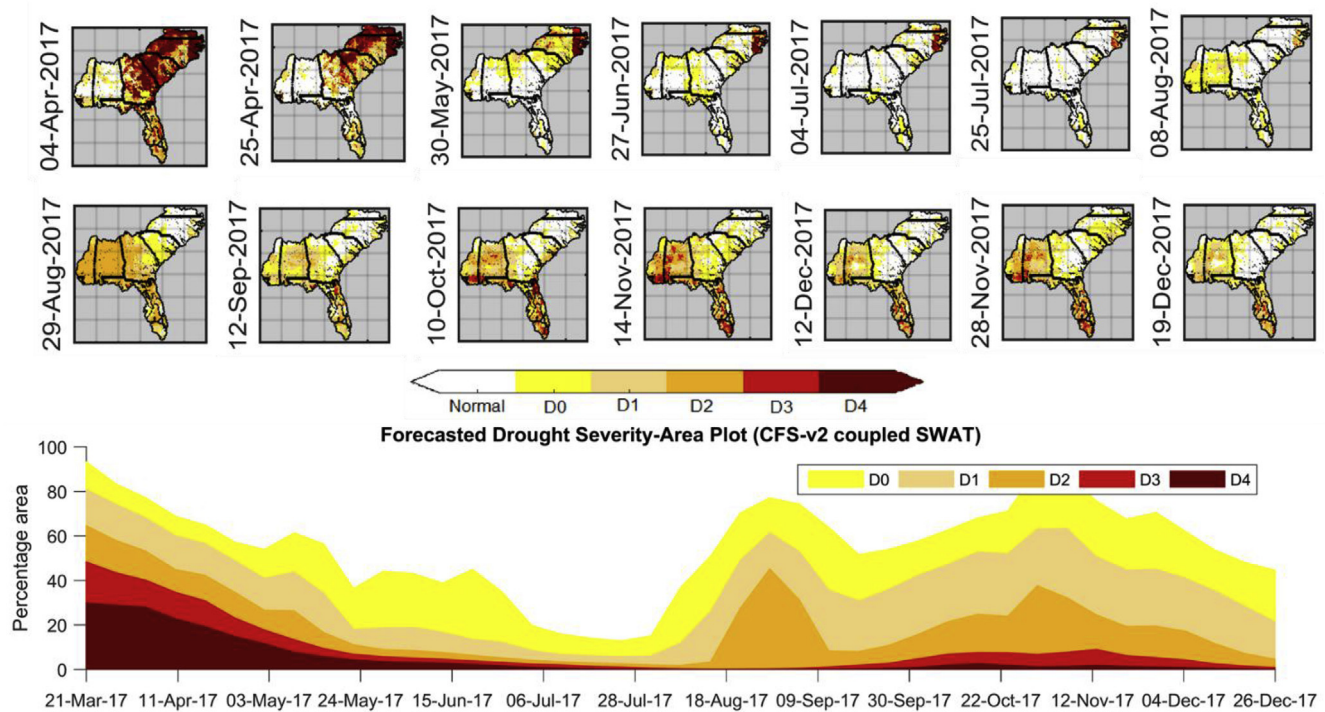 04-Apr-2017
25-Apr-2017
30-May-2017
27-Jun-2017
04-Jul-2017
25-Jul-2017
08-Aug-2017
29-Aug-2017
12-Sep-2017
10-Oct-2017
14-Nov-2017
12-Dec-2017
28-Nov-2017
19-Dec-2017
Normal D0 D1 D2 D3 D4
Forecasted Drought Severity-Area Plot (CFS-v2 coupled SWAT)
D0 D1 D2 D3 D4
Percentage area
100
80
60
40
20
0
21-Mar-17 11-Apr-17 03-May-17 24-May-17 15-Jun-17 06-Jul-17 28-Jul-17 18-Aug-17 09-Sep-17 30-Sep-17 22-Oct-17 12-Nov-17 04-Dec-17 26-Dec-17